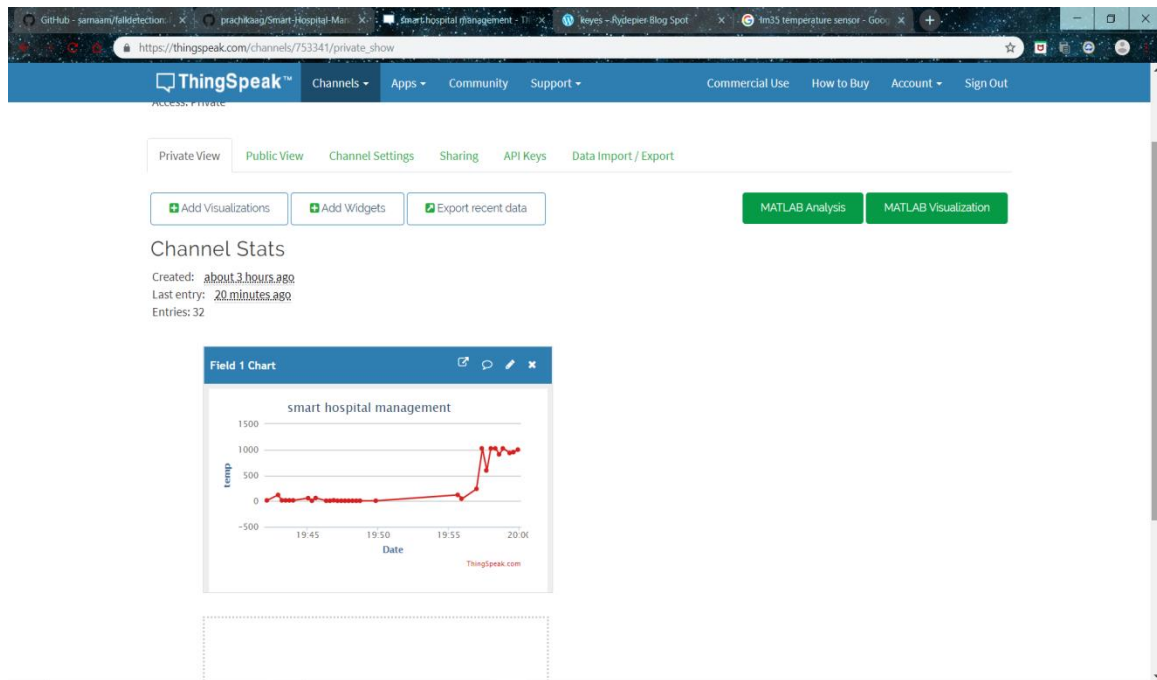 GitHub - samaam/falldetection:
prachikaag/Smart-Hospital-Man
smart hospital management - Th
keyes – Rydepier Blog Spot
lm35 temperature sensor - Goog
https://thingspeak.com/channels/753341/private_show
ThingSpeak™ Channels Apps Community Support Commercial Use How to Buy Account Sign Out
Access: Private
Private View Public View Channel Settings Sharing API Keys Data Import / Export
Add Visualizations Add Widgets Export recent data MATLAB Analysis MATLAB Visualization
Channel Stats
Created: about 3 hours ago
Last entry: 20 minutes ago
Entries: 32
Field 1 Chart
smart hospital management
1500
1000
500
0
-500
temp
19:45 19:50 19:55 20:0
Date
ThingSpeak.com